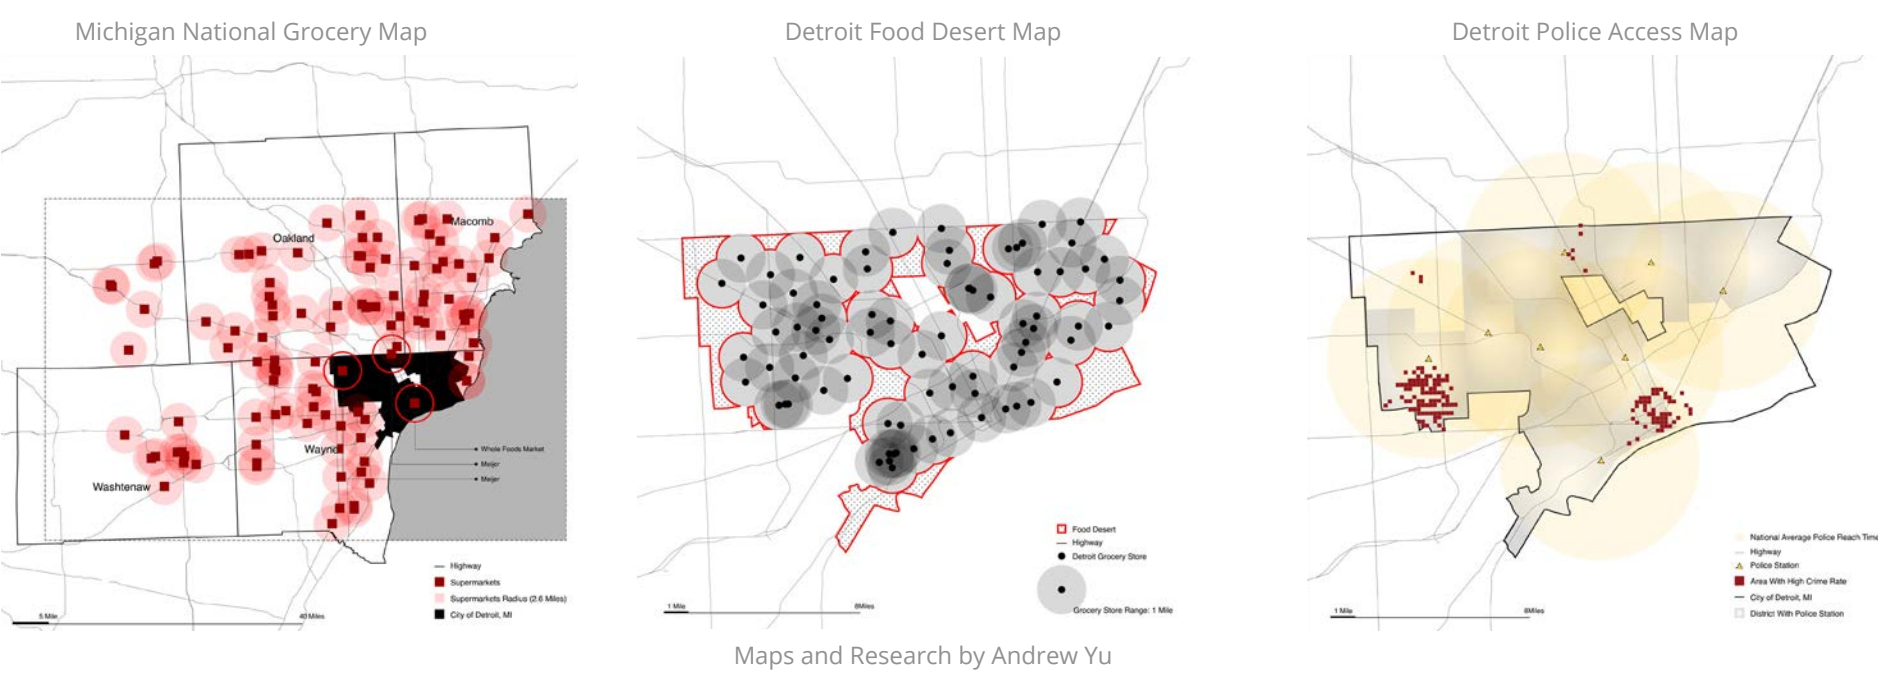 Michigan National Grocery Map
Macomb
Oakland
Wayne
Washtenaw
Whole Foods Market
Meijer
Meijer
Highway
Supermarkets
Supermarkets Radius (2.6 Miles)
City of Detroit, MI
5 Mile
40 Miles
Detroit Food Desert Map
Food Desert
Highway
Detroit Grocery Store
Grocery Store Range: 1 Mile
1 Mile
8Miles
Detroit Police Access Map
National Average Police Reach Time
Highway
Police Station
Area With High Crime Rate
City of Detroit, MI
District With Police Station
1 Mile
8Miles
Maps and Research by Andrew Yu